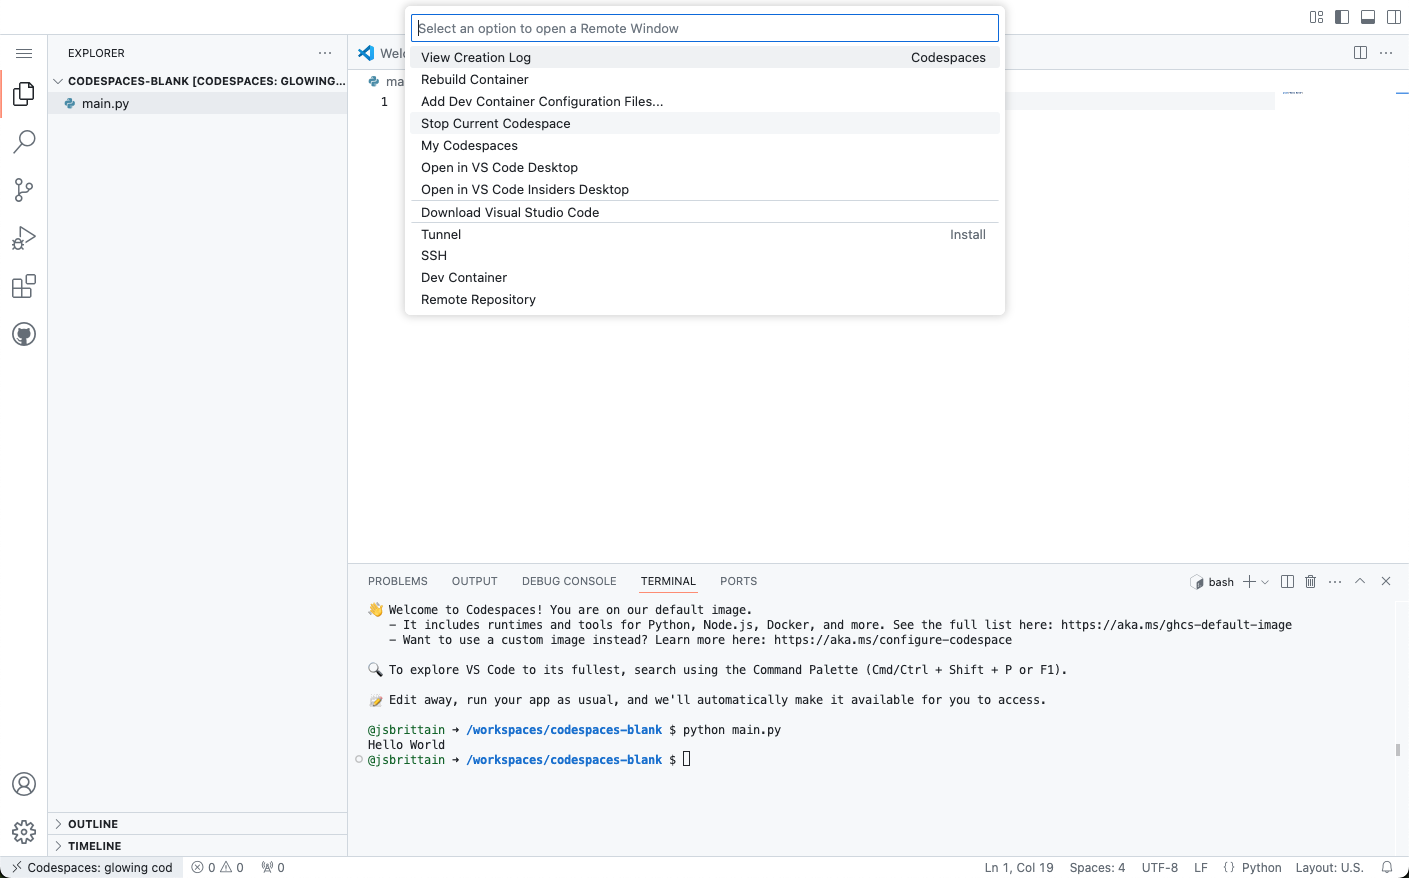 Select an option to open a Remote Window
View Creation Log Codespaces
Rebuild Container
Add Dev Container Configuration Files...
Stop Current Codespace
My Codespaces
Open in VS Code Desktop
Open in VS Code Insiders Desktop
Download Visual Studio Code
Tunnel Install
SSH
Dev Container
Remote Repository
EXPLORER
CODESPACES-BLANK [CODESPACES: GLOWING...
main.py
OUTLINE
TIMELINE
1
PROBLEMS OUTPUT DEBUG CONSOLE TERMINAL PORTS
bash
👋 Welcome to Codespaces! You are on our default image.
- It includes runtimes and tools for Python, Node.js, Docker, and more. See the full list here: https://aka.ms/ghcs-default-image
- Want to use a custom image instead? Learn more here: https://aka.ms/configure-codespace
🔍 To explore VS Code to its fullest, search using the Command Palette (Cmd/Ctrl + Shift + P or F1).
📝 Edit away, run your app as usual, and we'll automatically make it available for you to access.
@jsbrittain ➜ /workspaces/codespaces-blank $ python main.py
Hello World
@jsbrittain ➜ /workspaces/codespaces-blank $
Codespaces: glowing cod 0 0 0
Ln 1, Col 19 Spaces: 4 UTF-8 LF {} Python Layout: U.S.